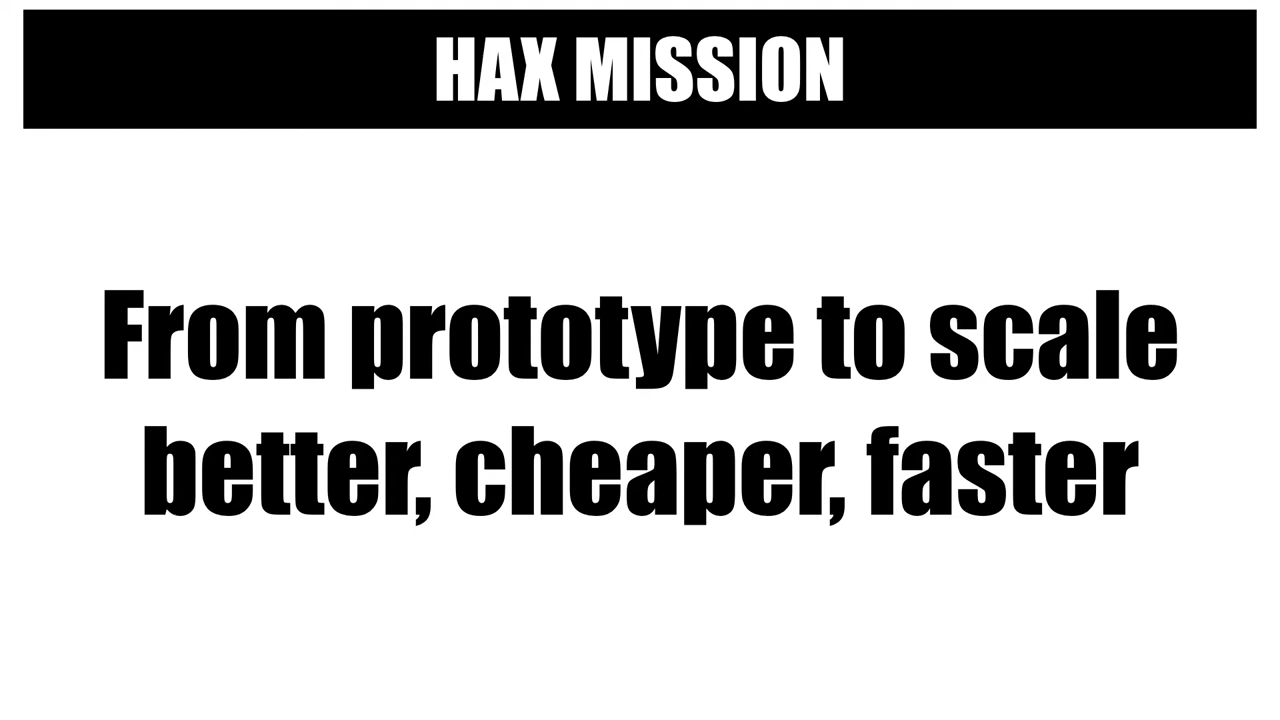 HAX MISSION
From prototype to scale
better, cheaper, faster